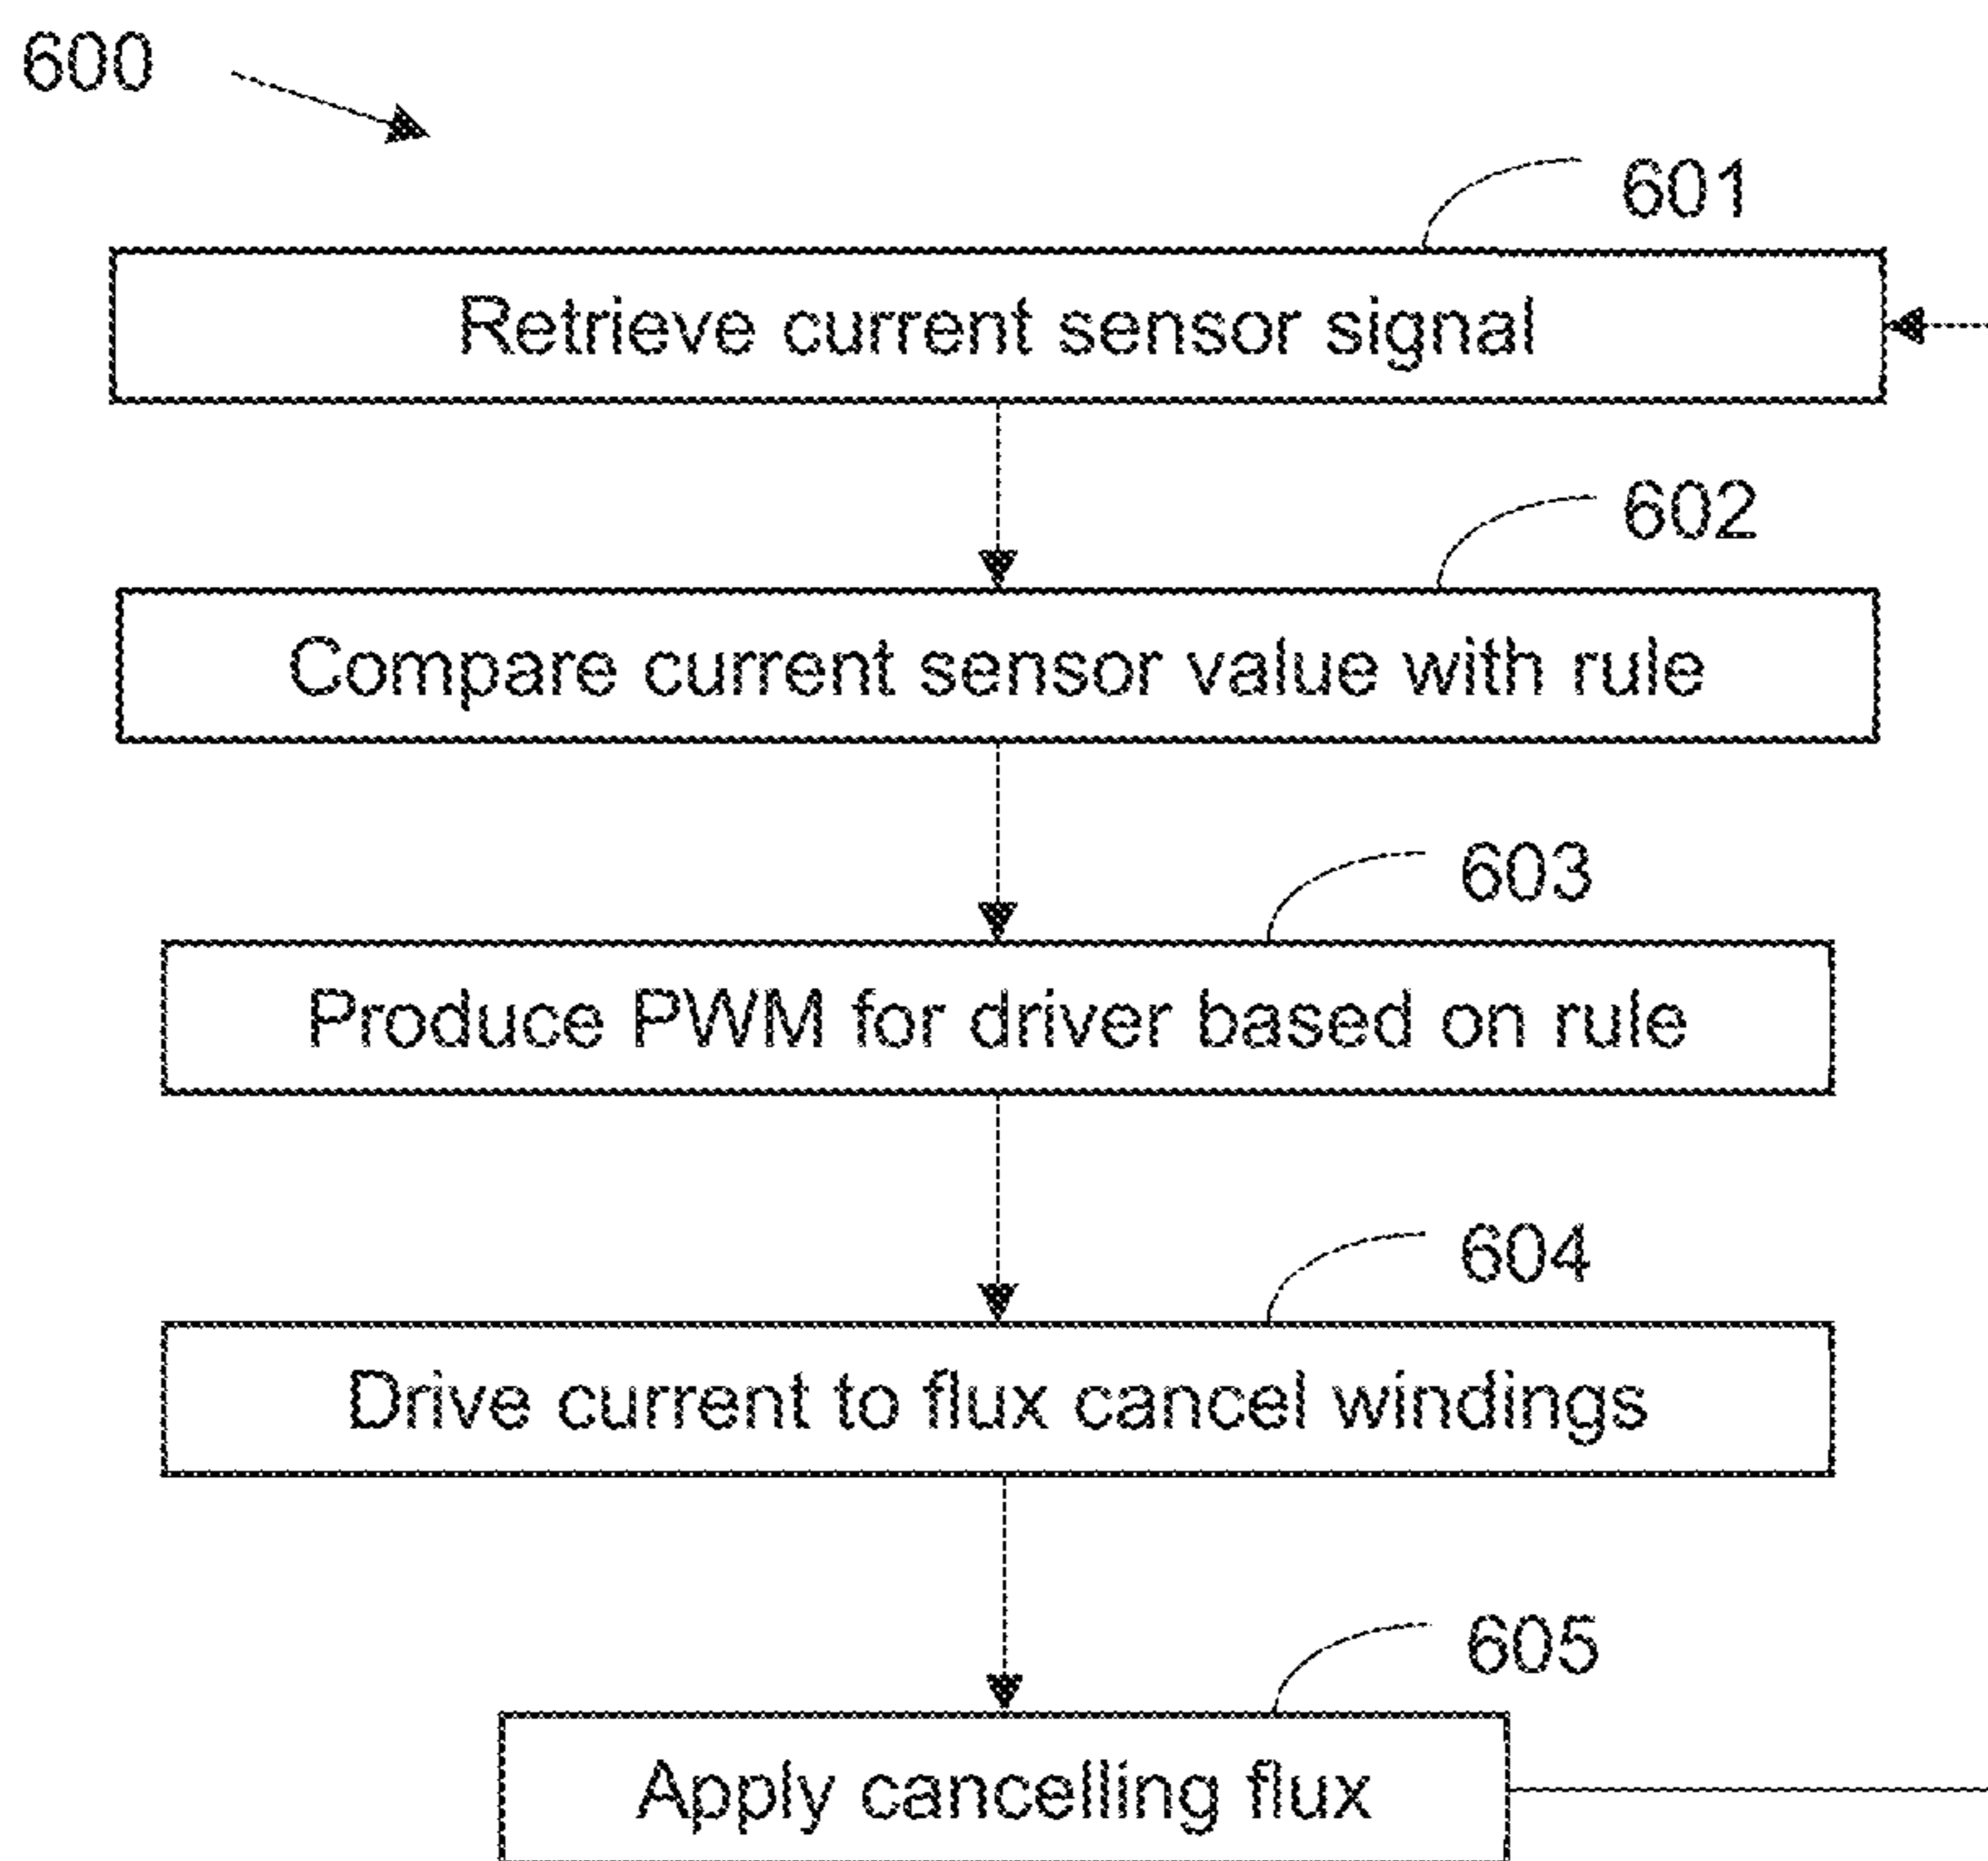 600
601
Retrieve current sensor signal
602
Compare current sensor value with rule
603
Produce PWM for driver based on rule
604
Drive current to flux cancel windings
605
Apply cancelling flux